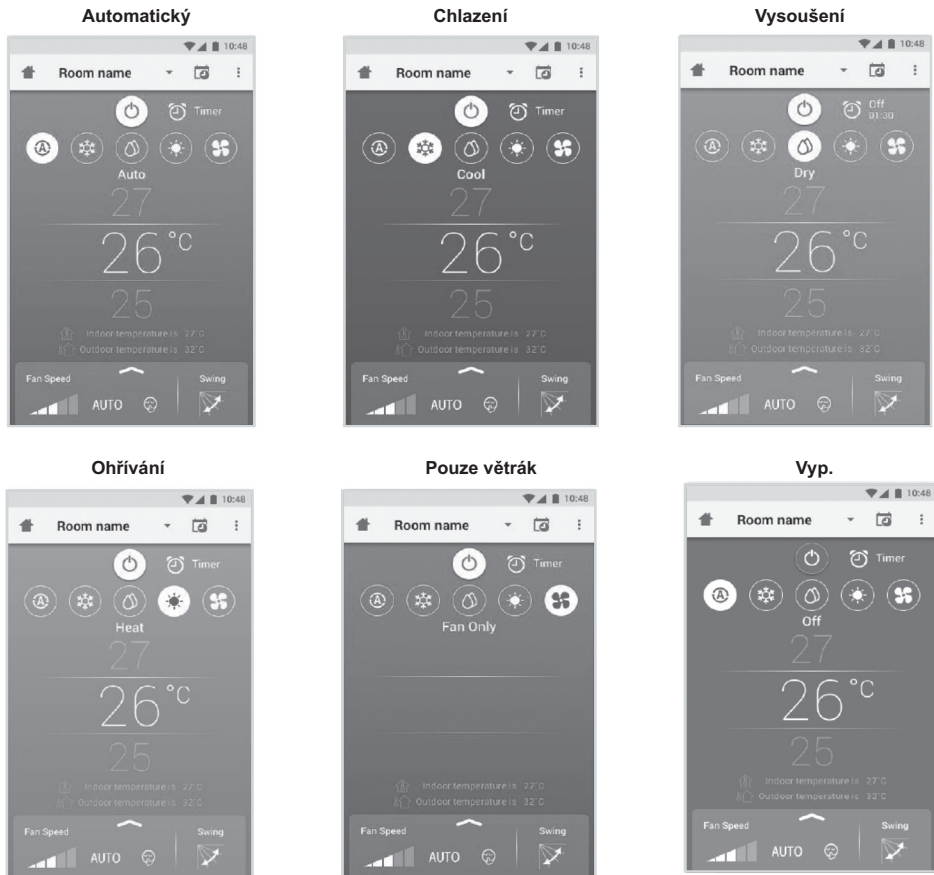 Automatický
10:48
Room name
Timer
Auto
27
26°C
25
Indoor temperature is 27°C
Outdoor temperature is 32°C
Fan Speed
Swing
AUTO
Chlazení
10:48
Room name
Timer
Cool
27
26°C
25
Indoor temperature is 27°C
Outdoor temperature is 32°C
Fan Speed
Swing
AUTO
Vysoušení
10:48
Room name
Off
01:30
Dry
27
26°C
25
Indoor temperature is 27°C
Outdoor temperature is 32°C
Fan Speed
Swing
AUTO
Ohřívání
10:48
Room name
Timer
Heat
27
26°C
25
Indoor temperature is 27°C
Outdoor temperature is 32°C
Fan Speed
Swing
AUTO
Pouze větrák
10:48
Room name
Timer
Fan Only
Indoor temperature is 27°C
Outdoor temperature is 32°C
Fan Speed
Swing
AUTO
Vyp.
10:48
Room name
Timer
Off
27
26°C
25
Indoor temperature is 27°C
Outdoor temperature is 32°C
Fan Speed
Swing
AUTO